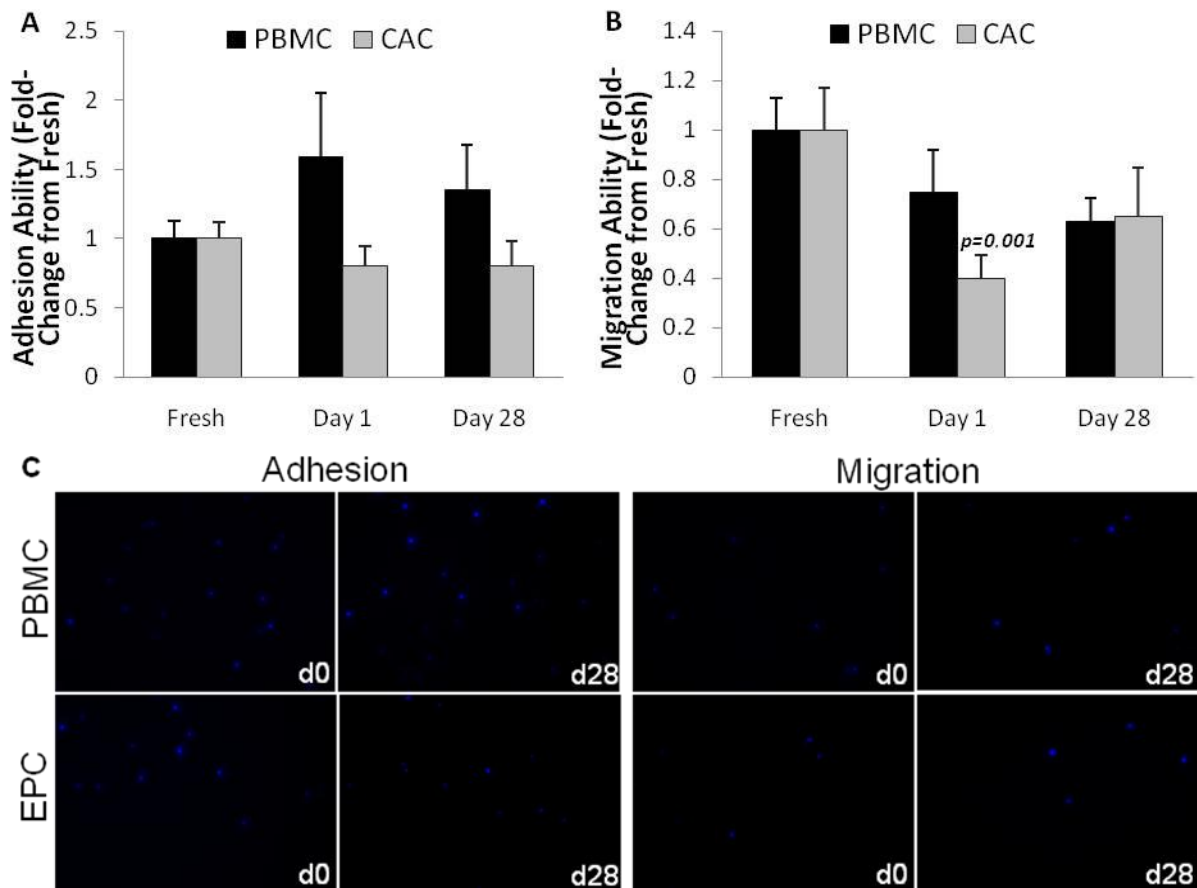 A
2.5
2
1.5
1
0.5
0
Adhesion Ability (Fold-
Change from Fresh)
PBMC CAC
Fresh Day 1 Day 28
B
1.4
1.2
1
0.8
0.6
0.4
0.2
0
Migration Ability (Fold-
Change from Fresh)
PBMC CAC
p=0.001
Fresh Day 1 Day 28
C
Adhesion Migration
PBMC
d0 d28 d0 d28
EPC
d0 d28 d0 d28